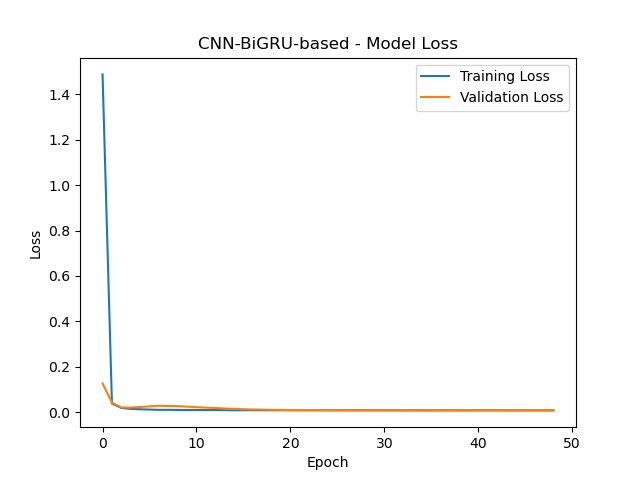 CNN-BiGRU-based - Model Loss
Training Loss
Validation Loss
1.4
1.2
1.0
0.8
0.6
0.4
0.2
0.0
Loss
0 10 20 30 40 50
Epoch